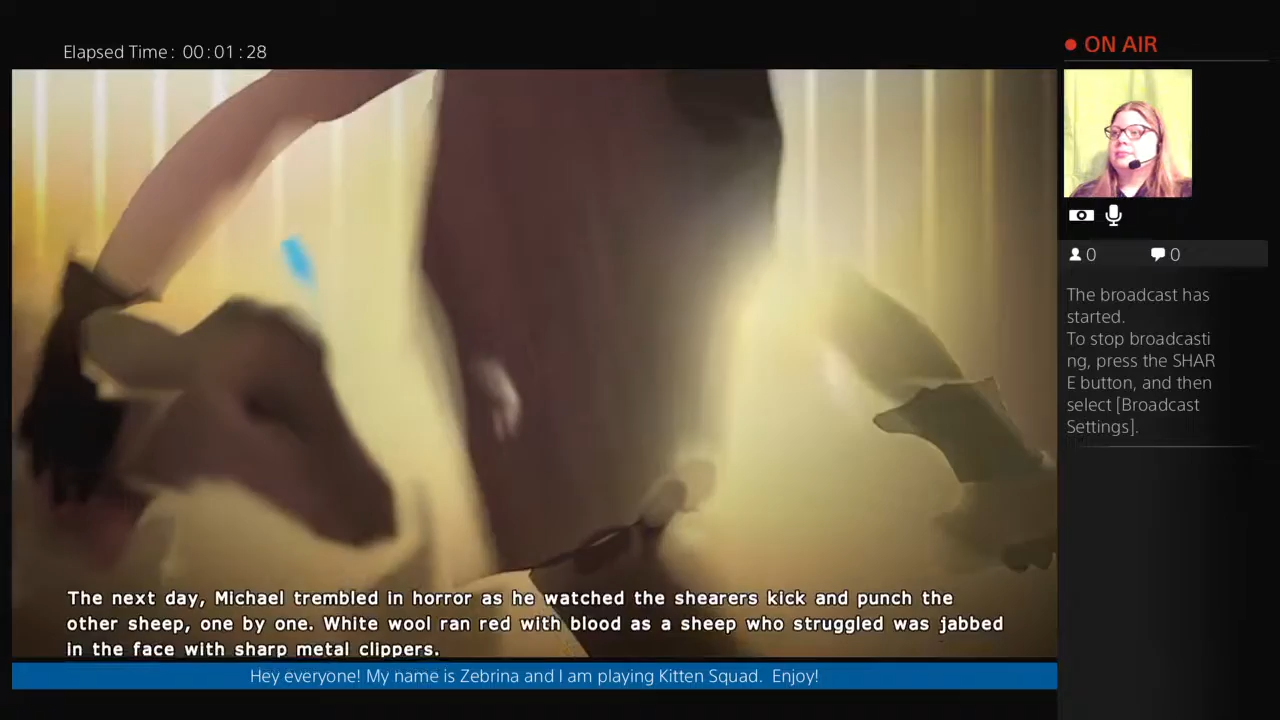 Elapsed Time: 00:01:28
ON AIR
0
0
The broadcast has
started.
To stop broadcasti
ng, press the SHAR
E button, and then
select [Broadcast
Settings].
The next day, Michael trembled in horror as he watched the shearers kick and punch the
other sheep, one by one. White wool ran red with blood as a sheep who struggled was jabbed
in the face with sharp metal clippers.
Hey everyone! My name is Zebrina and I am playing Kitten Squad.  Enjoy!